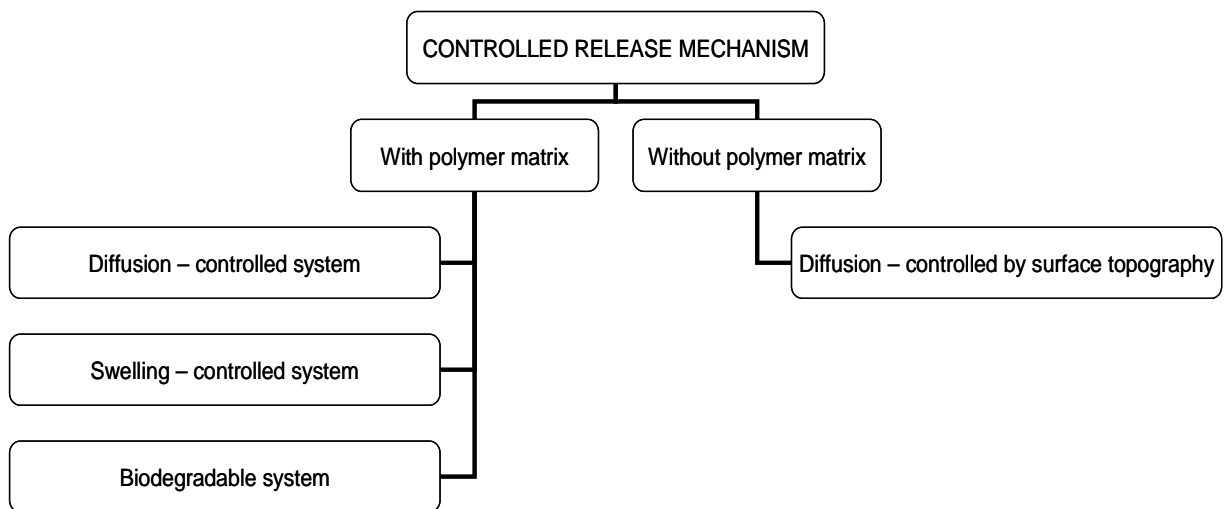 CONTROLLED RELEASE MECHANISM
With polymer matrix
Without polymer matrix
Diffusion – controlled system
Diffusion – controlled by surface topography
Swelling – controlled system
Biodegradable system